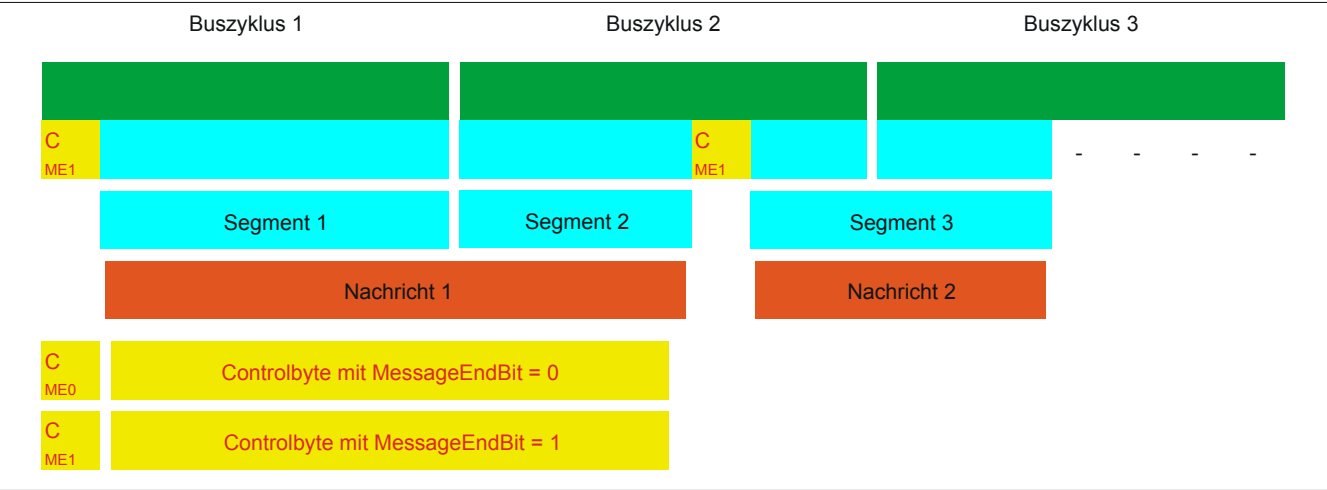 Buszyklus 1 Buszyklus 2 Buszyklus 3
C C
ME1 ME1 - - - -
Segment 1 Segment 2 Segment 3
Nachricht 1 Nachricht 2
C
ME0
Controlbyte mit MessageEndBit = 0
C
ME1
Controlbyte mit MessageEndBit = 1